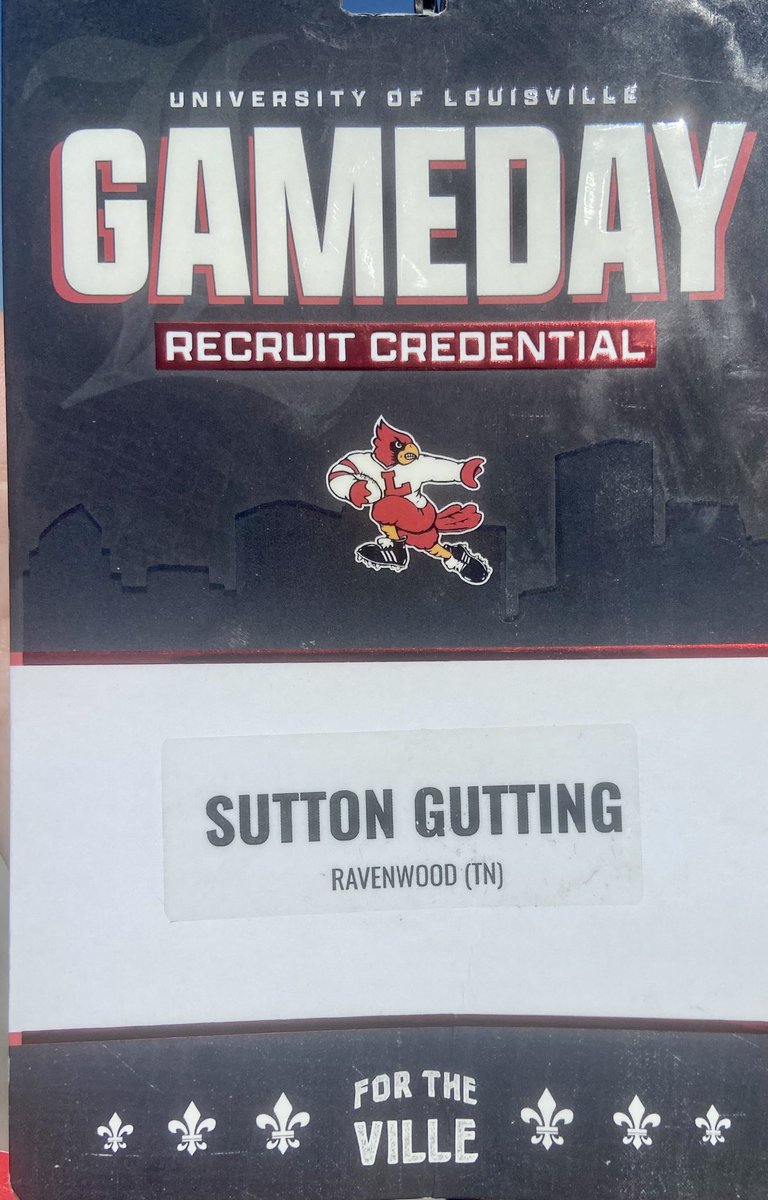 UNIVERSITY OF LOUISVILLE
GAMEDAY
RECRUIT CREDENTIAL
L
SUTTON GUTTING
RAVENWOOD (TN)
FOR THE
VILLE